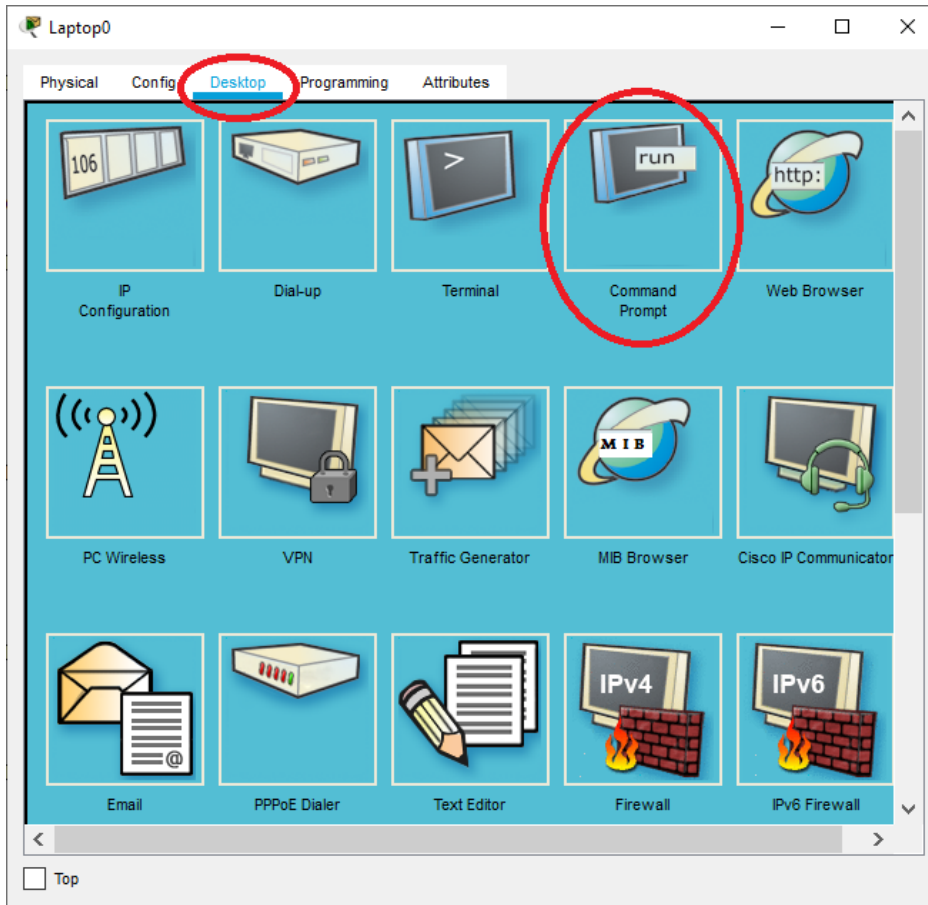 Laptop0
Physical Config Desktop Programming Attributes
106
>
run
http:
IP
Configuration
Dial-up
Terminal
Command
Prompt
Web Browser
MIB
PC Wireless
VPN
Traffic Generator
MIB Browser
Cisco IP Communicator
@
IPv4
IPv6
Email
PPPoE Dialer
Text Editor
Firewall
IPv6 Firewall
Top